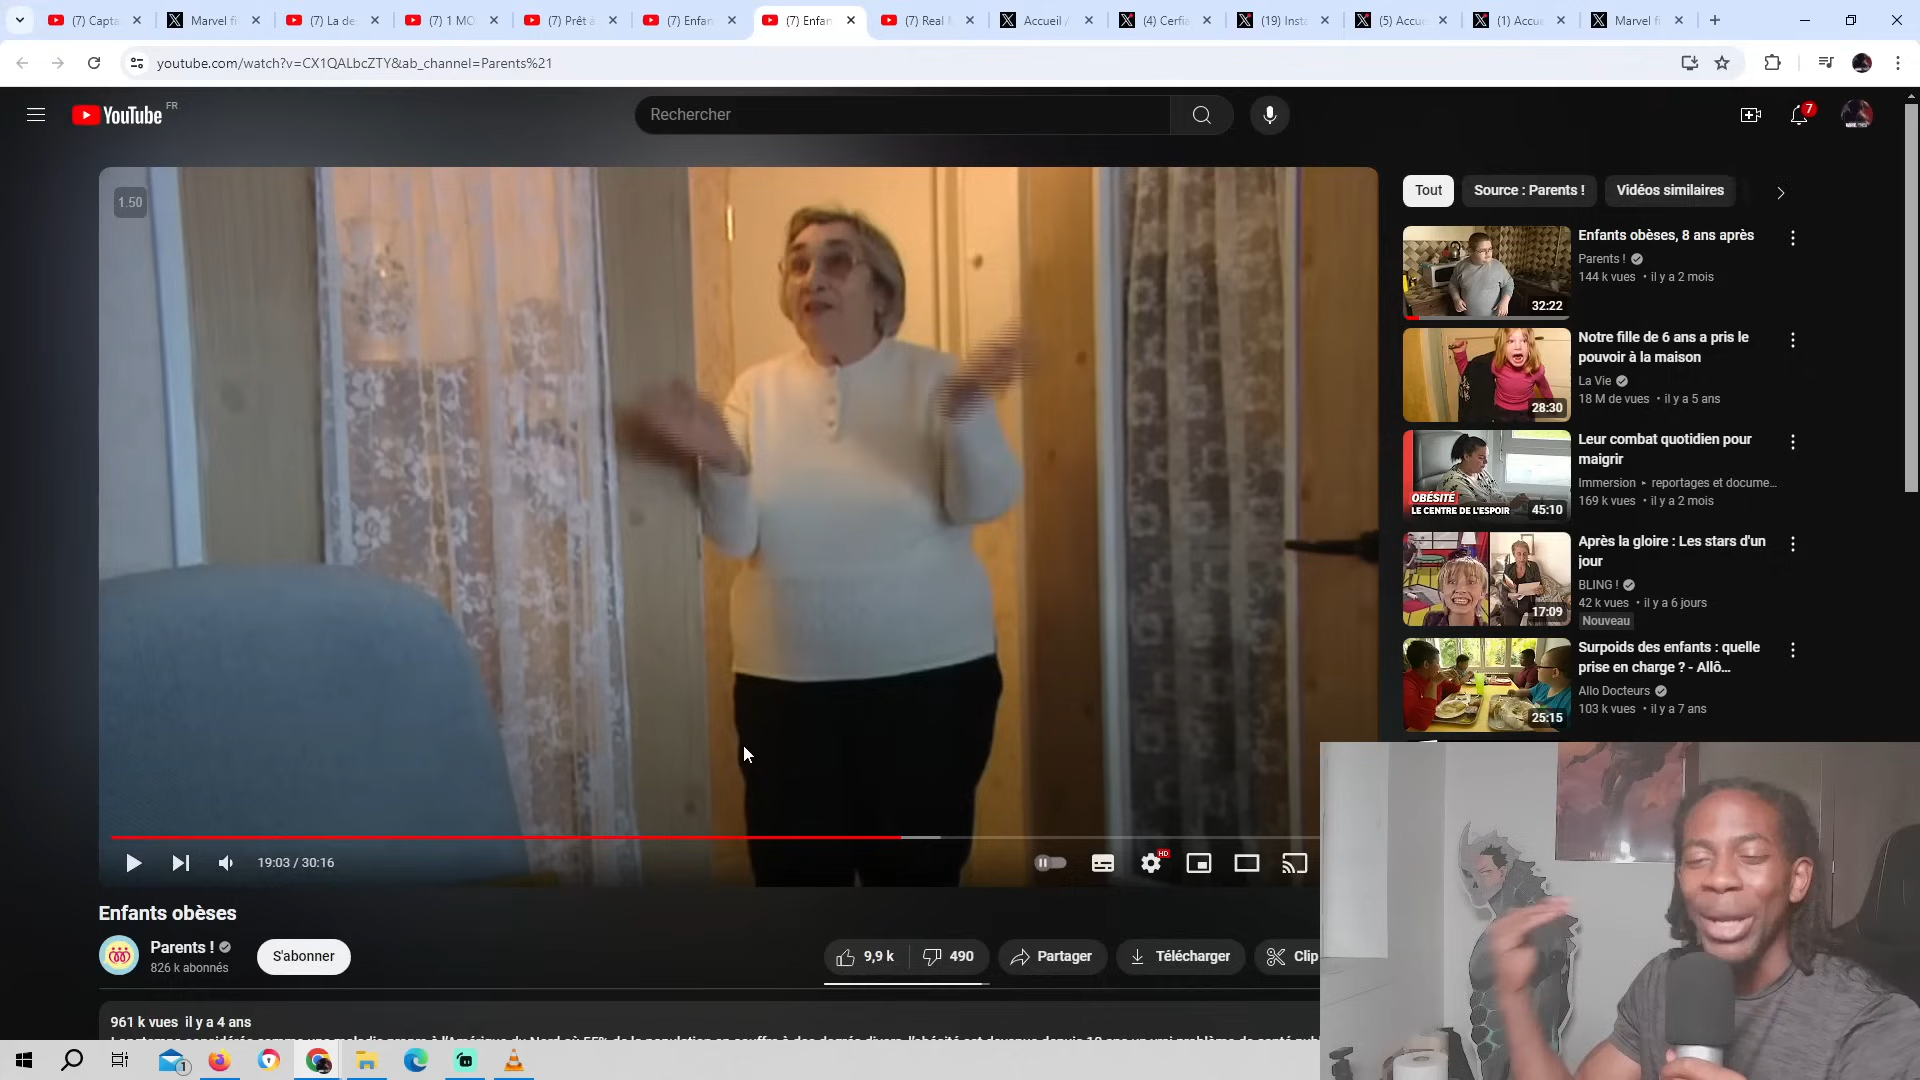 (7) Capta
Marvel fi
(7) La de
(7) 1 MO
(7) Prêt à
(7) Enfan
(7) Enfan
(7) Real
Accueil /
(4) Cerfia
(19) Insta
(5) Accue
(1) Accue
Marvel fi
youtube.com/watch?v=CX1QALbcZTY&ab_channel=Parents%21
YouTube FR
Rechercher
7
1.50
Tout
Source : Parents !
Vidéos similaires
Enfants obèses, 8 ans après
Parents !
144 k vues • il y a 2 mois
32:22
Notre fille de 6 ans a pris le
pouvoir à la maison
La Vie
18 M de vues • il y a 5 ans
28:30
Leur combat quotidien pour
maigrir
Immersion ▸ reportages et docume...
169 k vues • il y a 2 mois
OBÉSITÉ
LE CENTRE DE L'ESPOIR
45:10
Après la gloire : Les stars d'un
jour
BLING !
42 k vues • il y a 6 jours
Nouveau
17:09
Surpoids des enfants : quelle
prise en charge ? - Allô...
Allo Docteurs
103 k vues • il y a 7 ans
25:15
19:03 / 30:16
HD
Enfants obèses
Parents !
826 k abonnés
S'abonner
9,9 k
490
Partager
Télécharger
Clip
961 k vues il y a 4 ans
1